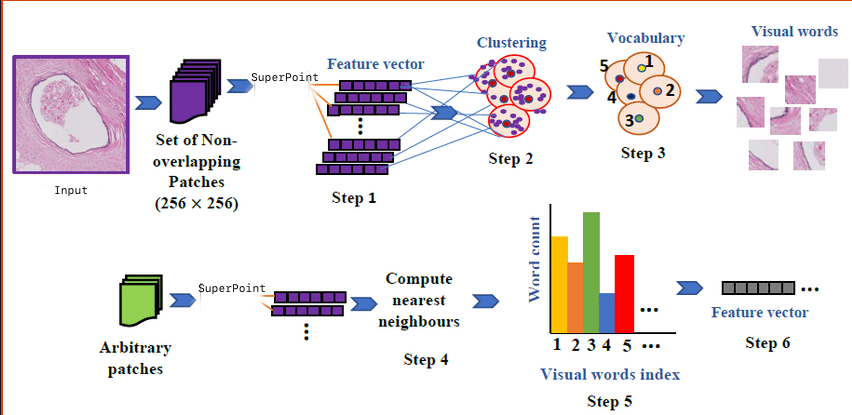 Input
Set of Non-
overlapping
Patches
(256 × 256)
SuperPoint
Feature vector
Step 1
Clustering
Step 2
Vocabulary
1
2
3
4
5
Step 3
Visual words
Arbitrary
patches
SuperPoint
Compute
nearest
neighbours
Step 4
Word count
1 2 3 4 5 ...
Visual words index
Step 5
Feature vector
Step 6